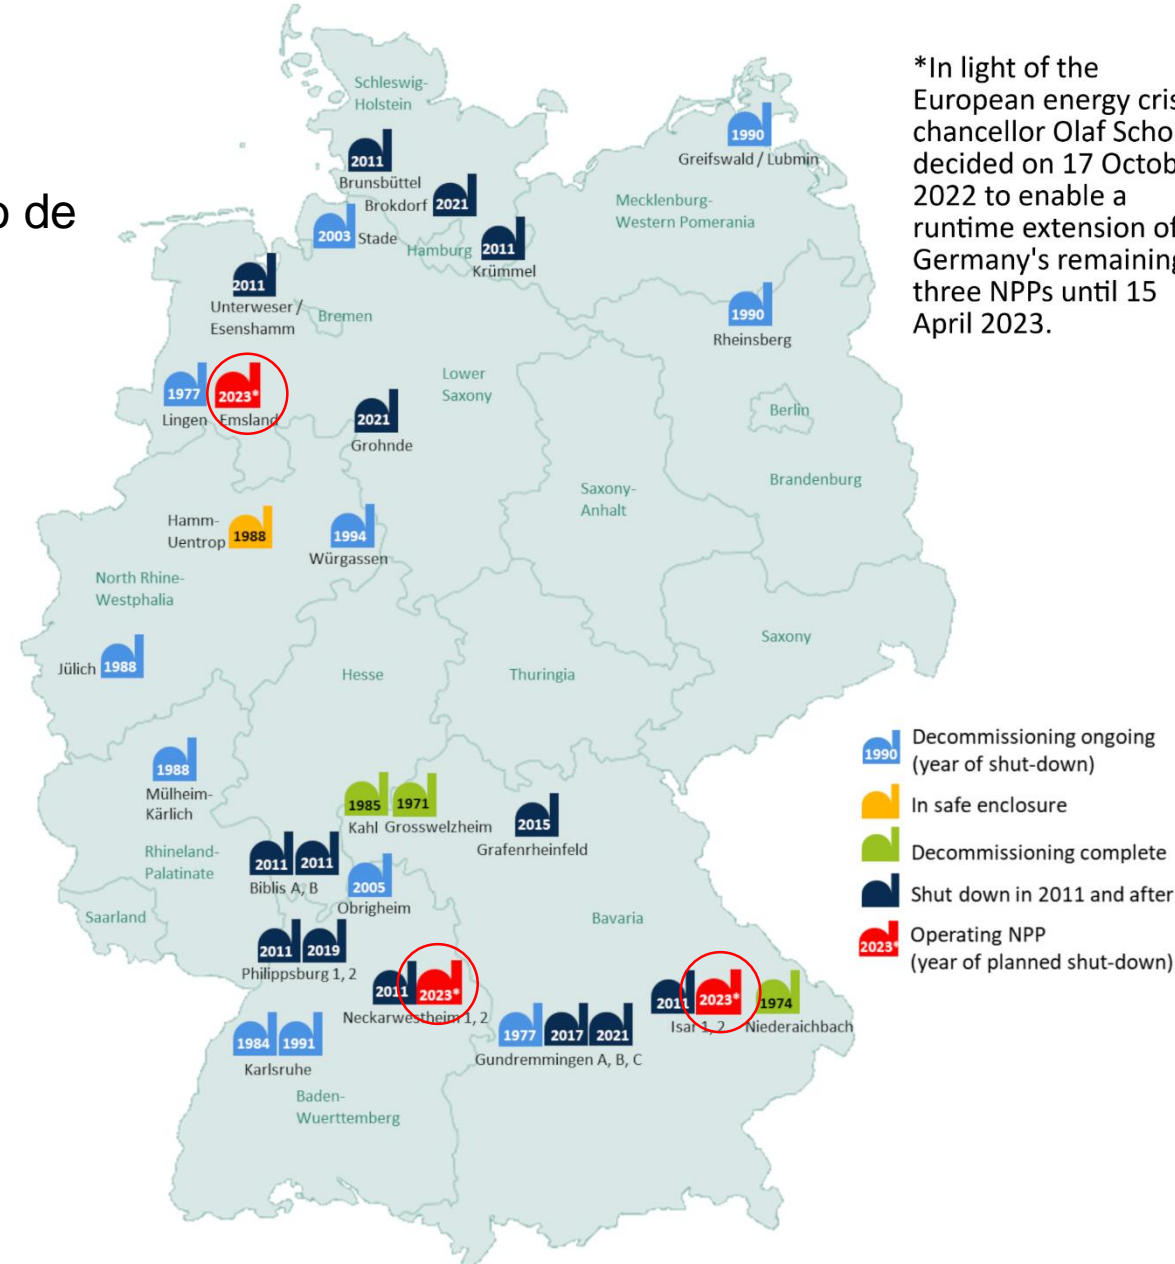 *In light of the
European energy cris
chancellor Olaf Scho
decided on 17 Octob
2022 to enable a
runtime extension of
Germany's remaining
three NPPs until 15
April 2023.
o de
Schleswig-
Holstein
2011
Brunsbüttel
Brokdorf
2021
2003
Stade
Hamburg
2011
Krümmel
1990
Greifswald / Lubmin
Mecklenburg-
Western Pomerania
2011
Unterweser /
Esenshamm
Bremen
1990
Rheinsberg
1977
Lingen
2023*
Emsland
Lower
Saxony
2021
Grohnde
Berlin
Brandenburg
Saxony-
Anhalt
Hamm-
Uentrop
1988
1994
Würgassen
North Rhine-
Westphalia
Jülich
1988
Hesse
Thuringia
Saxony
1988
Mülheim-
Kärlich
1985
Kahl
1971
Grosswelzheim
2015
Grafenrheinfeld
Rhineland-
Palatinate
2011
2011
Biblis A, B
2005
Obrigheim
Saarland
Bavaria
2011
2019
Philippsburg 1, 2
2011
2023*
Neckarwestheim 1, 2
2011
2023*
Isar 1, 2
1974
Niederaichbach
1984
1991
Karlsruhe
1977
2017
2021
Gundremmingen A, B, C
Baden-
Wuerttemberg
1990
Decommissioning ongoing
(year of shut-down)
In safe enclosure
Decommissioning complete
Shut down in 2011 and after
2023*
Operating NPP
(year of planned shut-down)